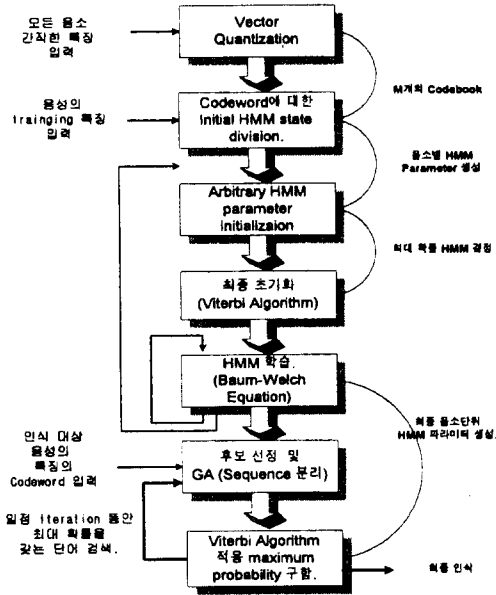 모든 음소
간직한 특징
입력
Vector
Quantization
M개의 Codebook
음성의
trainging 특징
입력
Codeword에 대한
Initial HMM state
division.
음소별 HMM
Parameter 생성
Arbitrary HMM
parameter
Initializaion
최대 확률 HMM 결정
최종 초기화
(Viterbi Algorithm)
HMM 학습.
(Baum-Welch
Equation)
최종 음소단위
HMM 파라미터 생성.
인식 대상
음성의
특징의
Codeword 입력
후보 선정 및
GA (Sequence 분리)
일정 iteration 동안
최대 확률을
갖는 단어 검색.
Viterbi Algorithm
적용 maximum
probability 구함.
최종 인식